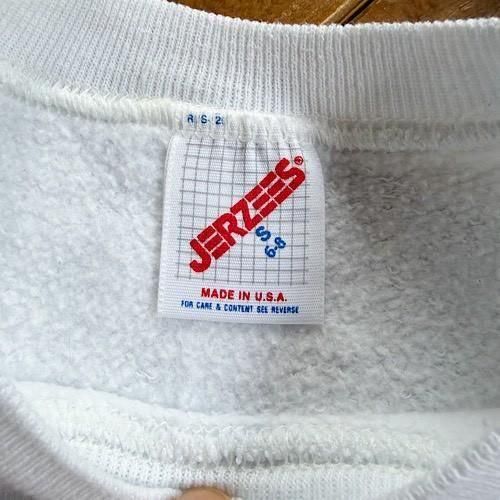 JERZEES®
S
6-8
MADE IN U.S.A.
FOR CARE & CONTENT SEE REVERSE